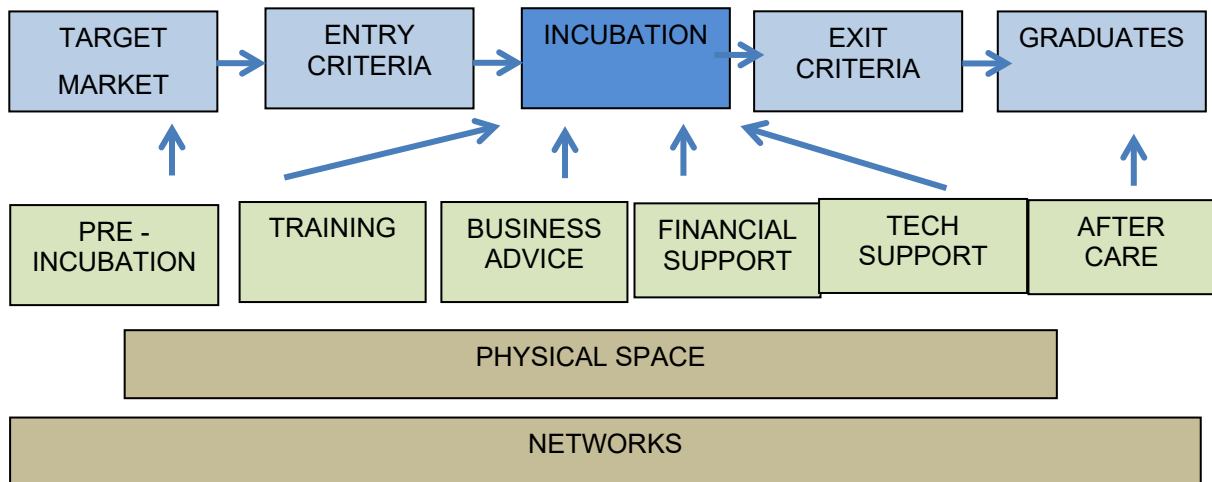 TARGET
MARKET
ENTRY
CRITERIA
INCUBATION
EXIT
CRITERIA
GRADUATES
PRE -
INCUBATION
TRAINING
BUSINESS
ADVICE
FINANCIAL
SUPPORT
TECH
SUPPORT
AFTER
CARE
PHYSICAL SPACE
NETWORKS